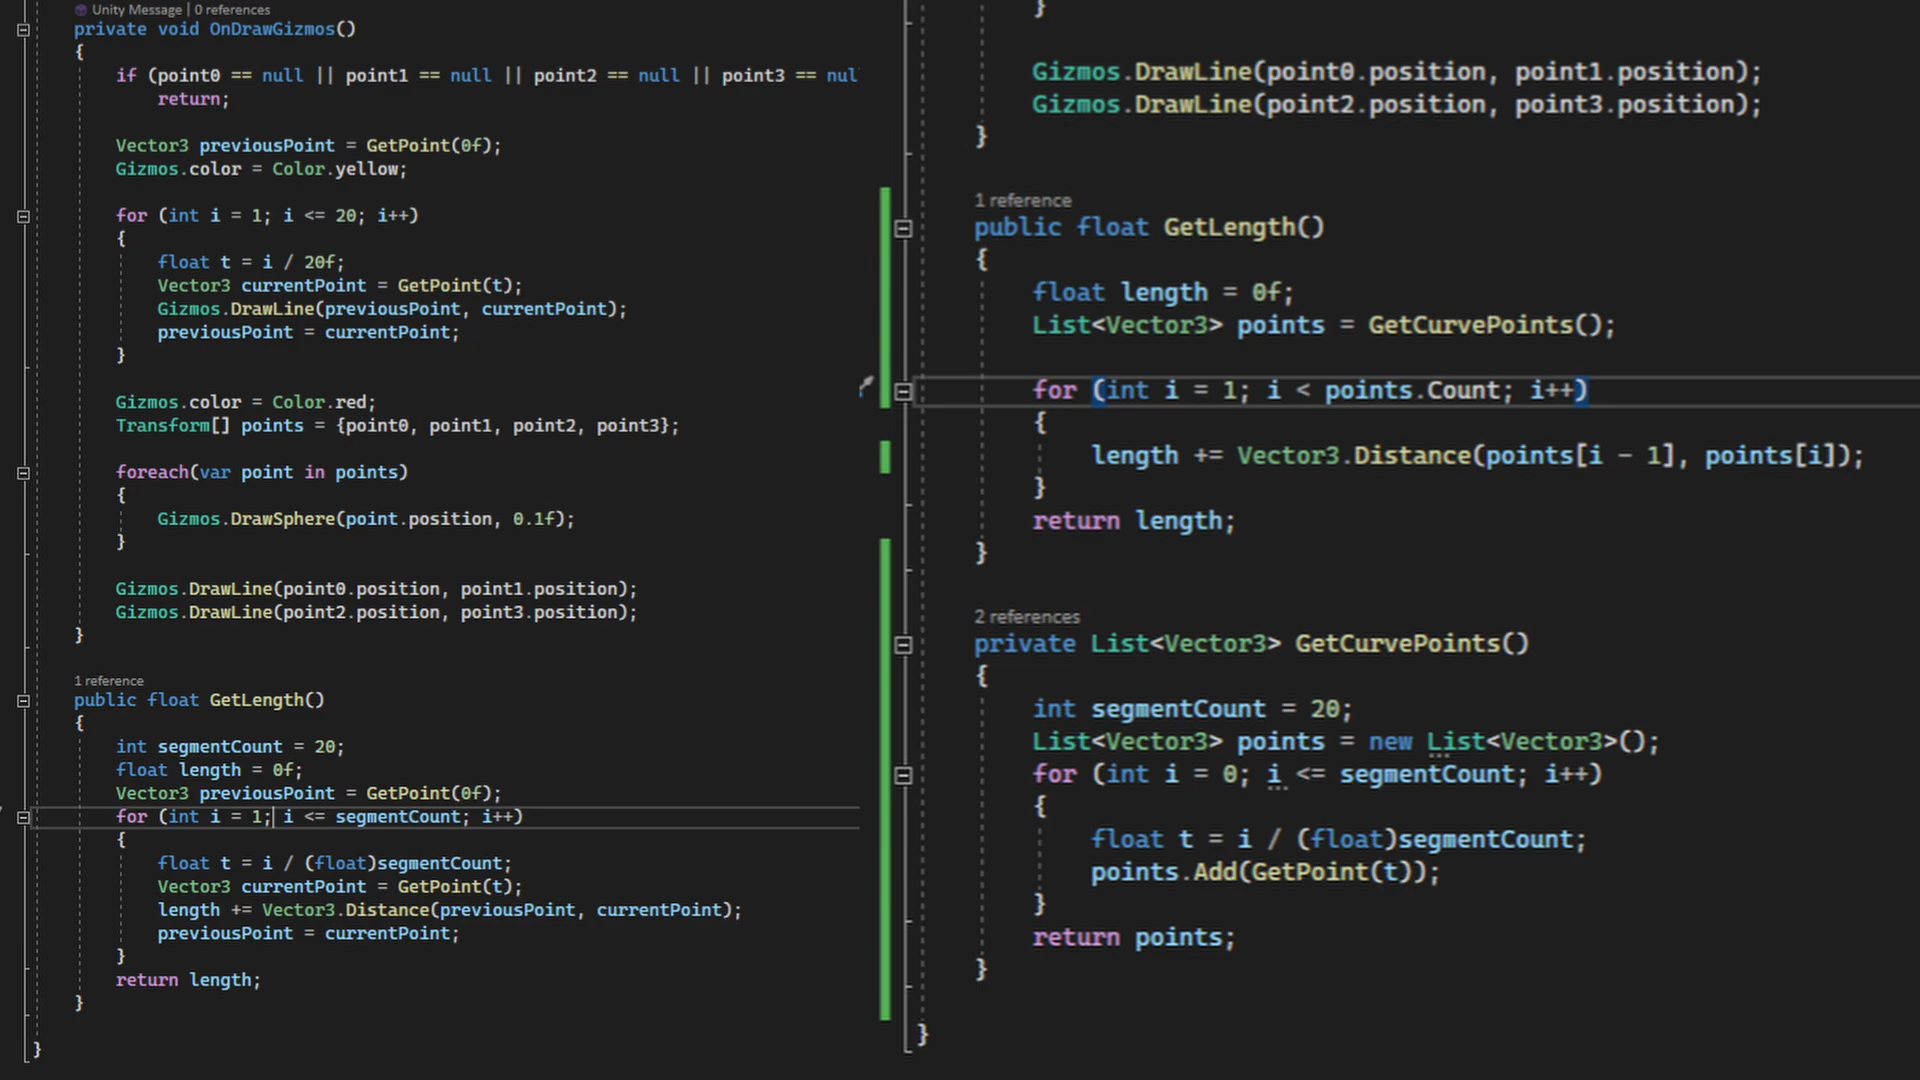 Unity Message | 0 references
private void OnDrawGizmos()
{
if (point0 == null || point1 == null || point2 == null || point3 == nul
return;
Vector3 previousPoint = GetPoint(0f);
Gizmos.color = Color.yellow;
for (int i = 1; i <= 20; i++)
{
float t = i / 20f;
Vector3 currentPoint = GetPoint(t);
Gizmos.DrawLine(previousPoint, currentPoint);
previousPoint = currentPoint;
}
Gizmos.color = Color.red;
Transform[] points = {point0, point1, point2, point3};
foreach(var point in points)
{
Gizmos.DrawSphere(point.position, 0.1f);
}
Gizmos.DrawLine(point0.position, point1.position);
Gizmos.DrawLine(point2.position, point3.position);
}
1 reference
public float GetLength()
{
int segmentCount = 20;
float length = 0f;
Vector3 previousPoint = GetPoint(0f);
for (int i = 1; i <= segmentCount; i++)
{
float t = i / (float)segmentCount;
Vector3 currentPoint = GetPoint(t);
length += Vector3.Distance(previousPoint, currentPoint);
previousPoint = currentPoint;
}
return length;
}
}
}
Gizmos.DrawLine(point0.position, point1.position);
Gizmos.DrawLine(point2.position, point3.position);
}
1 reference
public float GetLength()
{
float length = 0f;
List<Vector3> points = GetCurvePoints();
for (int i = 1; i < points.Count; i++)
{
length += Vector3.Distance(points[i - 1], points[i]);
}
return length;
}
2 references
private List<Vector3> GetCurvePoints()
{
int segmentCount = 20;
List<Vector3> points = new List<Vector3>();
for (int i = 0; i <= segmentCount; i++)
{
float t = i / (float)segmentCount;
points.Add(GetPoint(t));
}
return points;
}
}